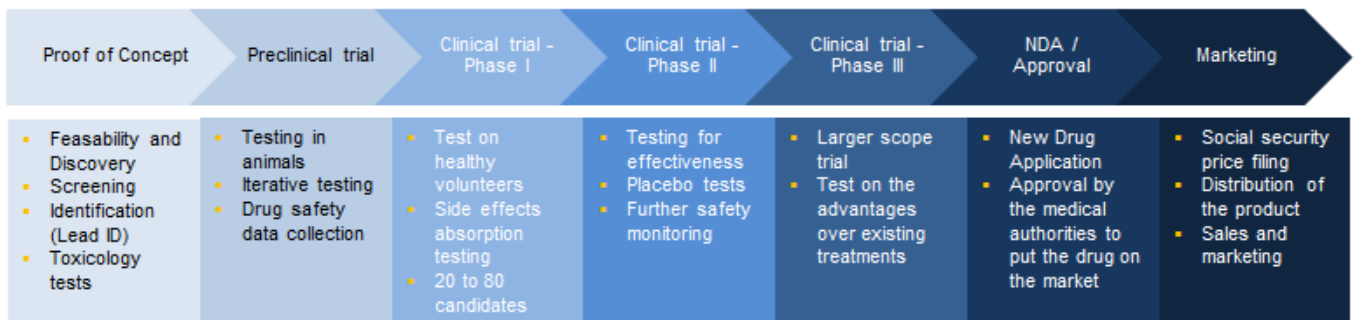 Proof of Concept
Preclinical trial
Clinical trial -
Phase I
Clinical trial -
Phase II
Clinical trial -
Phase III
NDA /
Approval
Marketing
Feasability and
Discovery
Screening
Identification
(Lead ID)
Toxicology
tests
Testing in
animals
Iterative testing
Drug safety
data collection
Test on
healthy
volunteers
Side effects
absorption
testing
20 to 80
candidates
Testing for
effectiveness
Placebo tests
Further safety
monitoring
Larger scope
trial
Test on the
advantages
over existing
treatments
New Drug
Application
Approval by
the medical
authorities to
put the drug on
the market
Social security
price filing
Distribution of
the product
Sales and
marketing